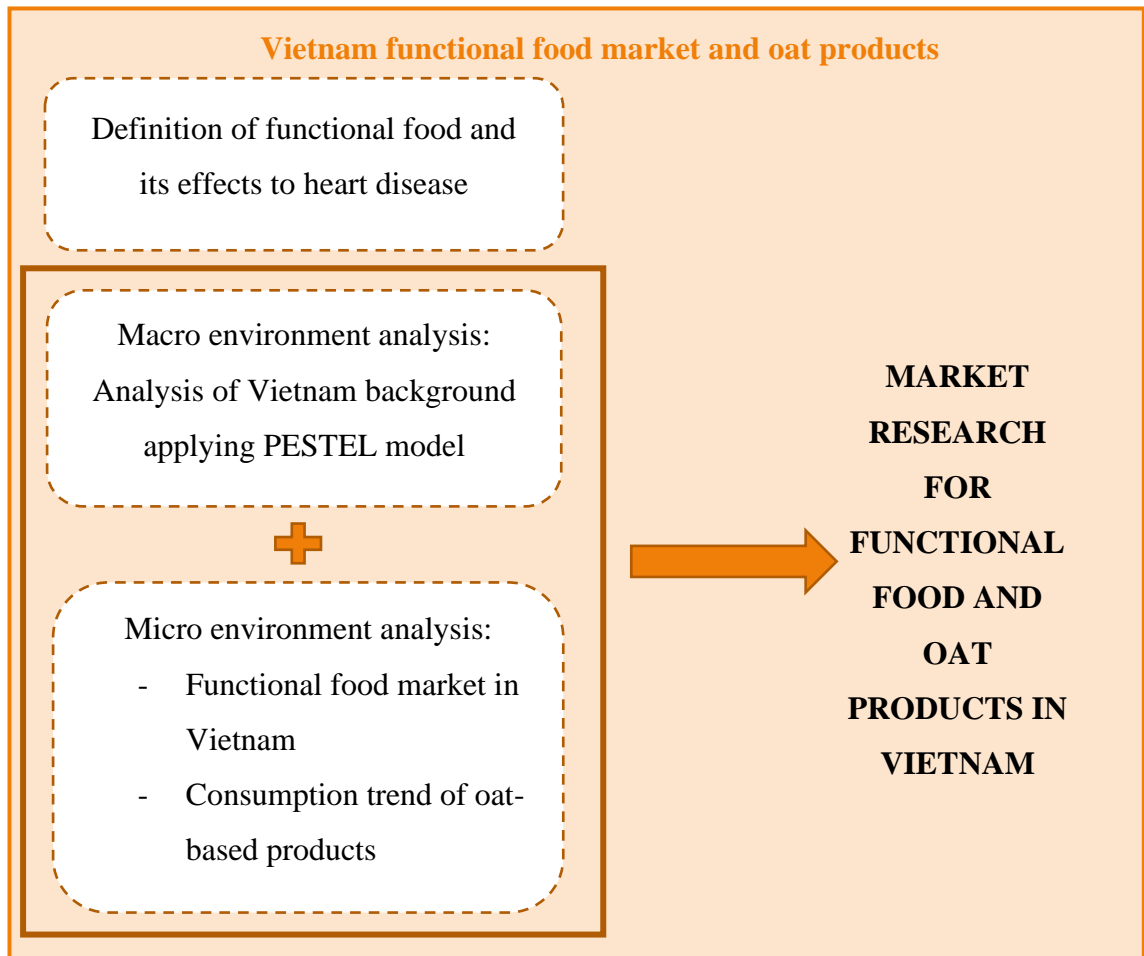 Vietnam functional food market and oat products
Definition of functional food and
its effects to heart disease
Macro environment analysis:
Analysis of Vietnam background
applying PESTEL model
Micro environment analysis:
- Functional food market in
Vietnam
- Consumption trend of oat-
based products
MARKET
RESEARCH
FOR
FUNCTIONAL
FOOD AND
OAT
PRODUCTS IN
VIETNAM